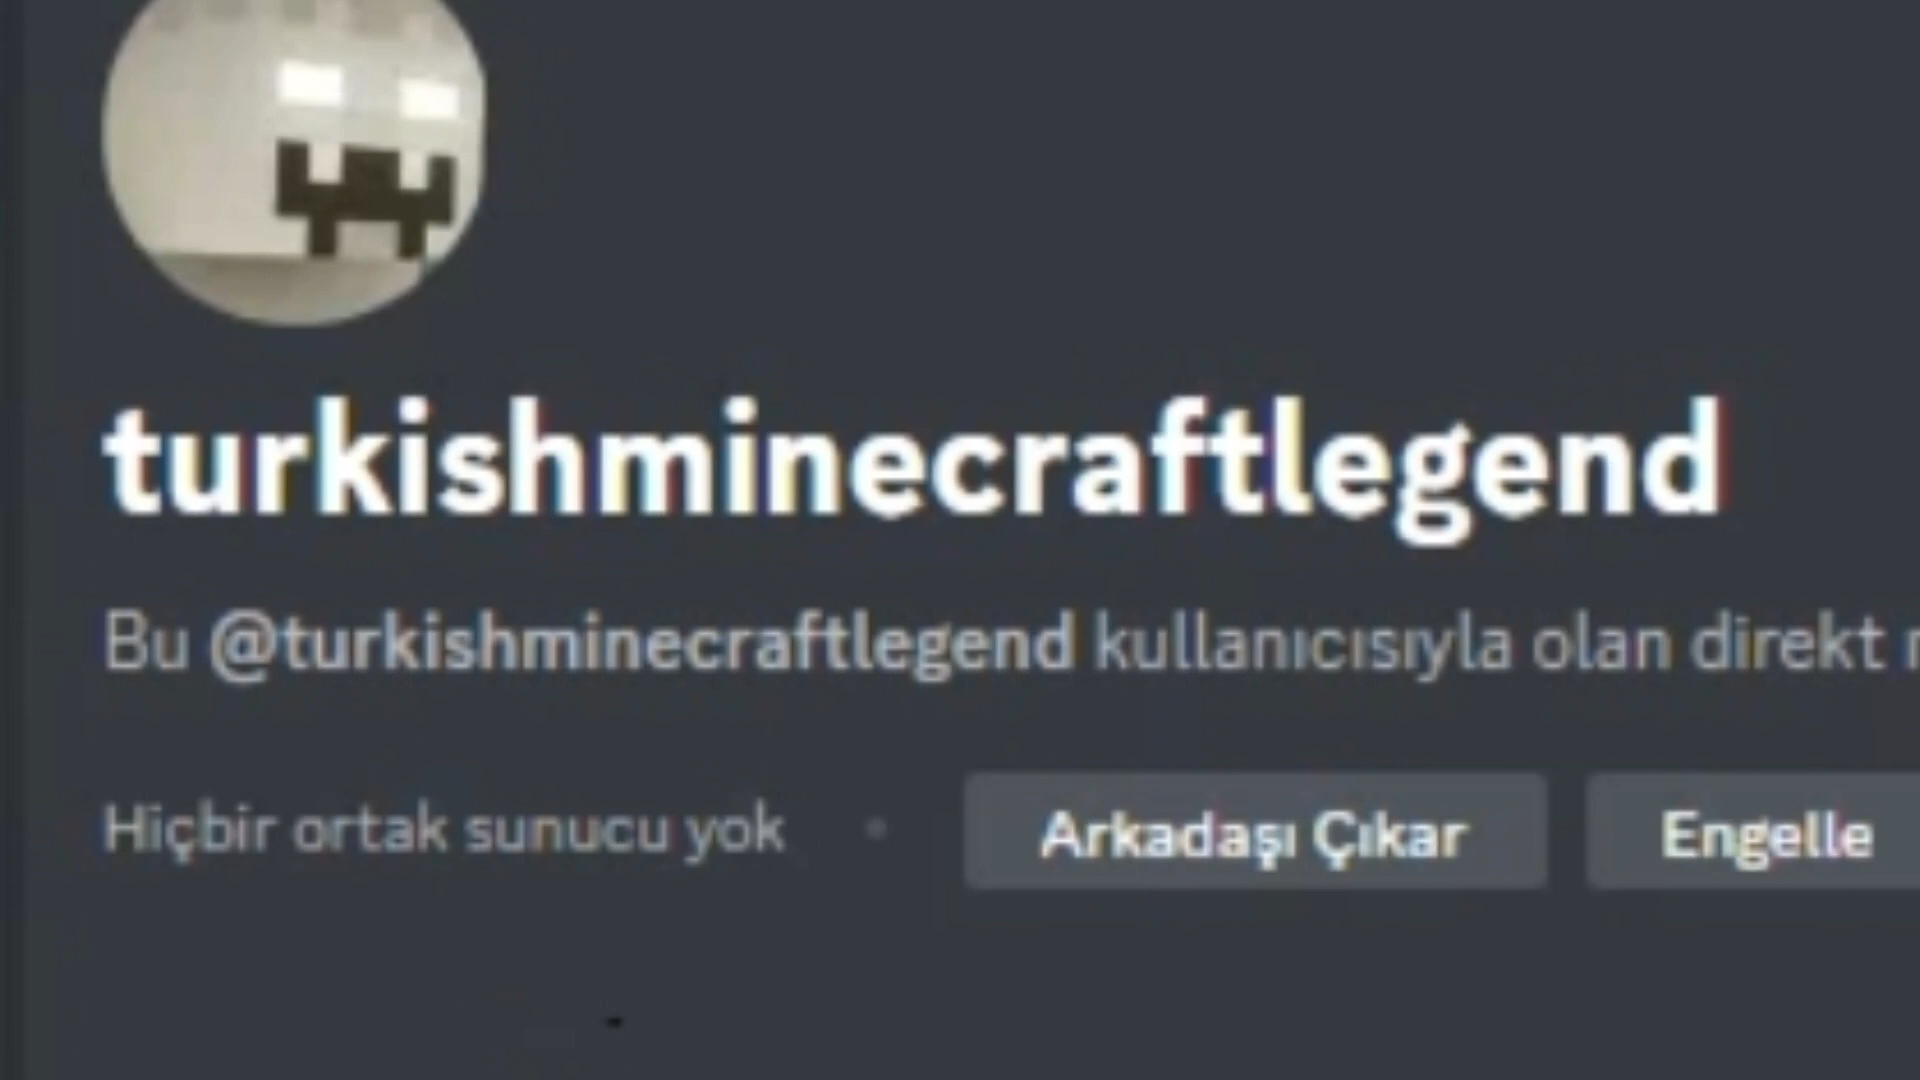 turkishminecraftlegend
Bu @turkishminecraftlegend kullanıcısıyla olan direkt
Hiçbir ortak sunucu yok • Arkadaşı Çıkar Engelle